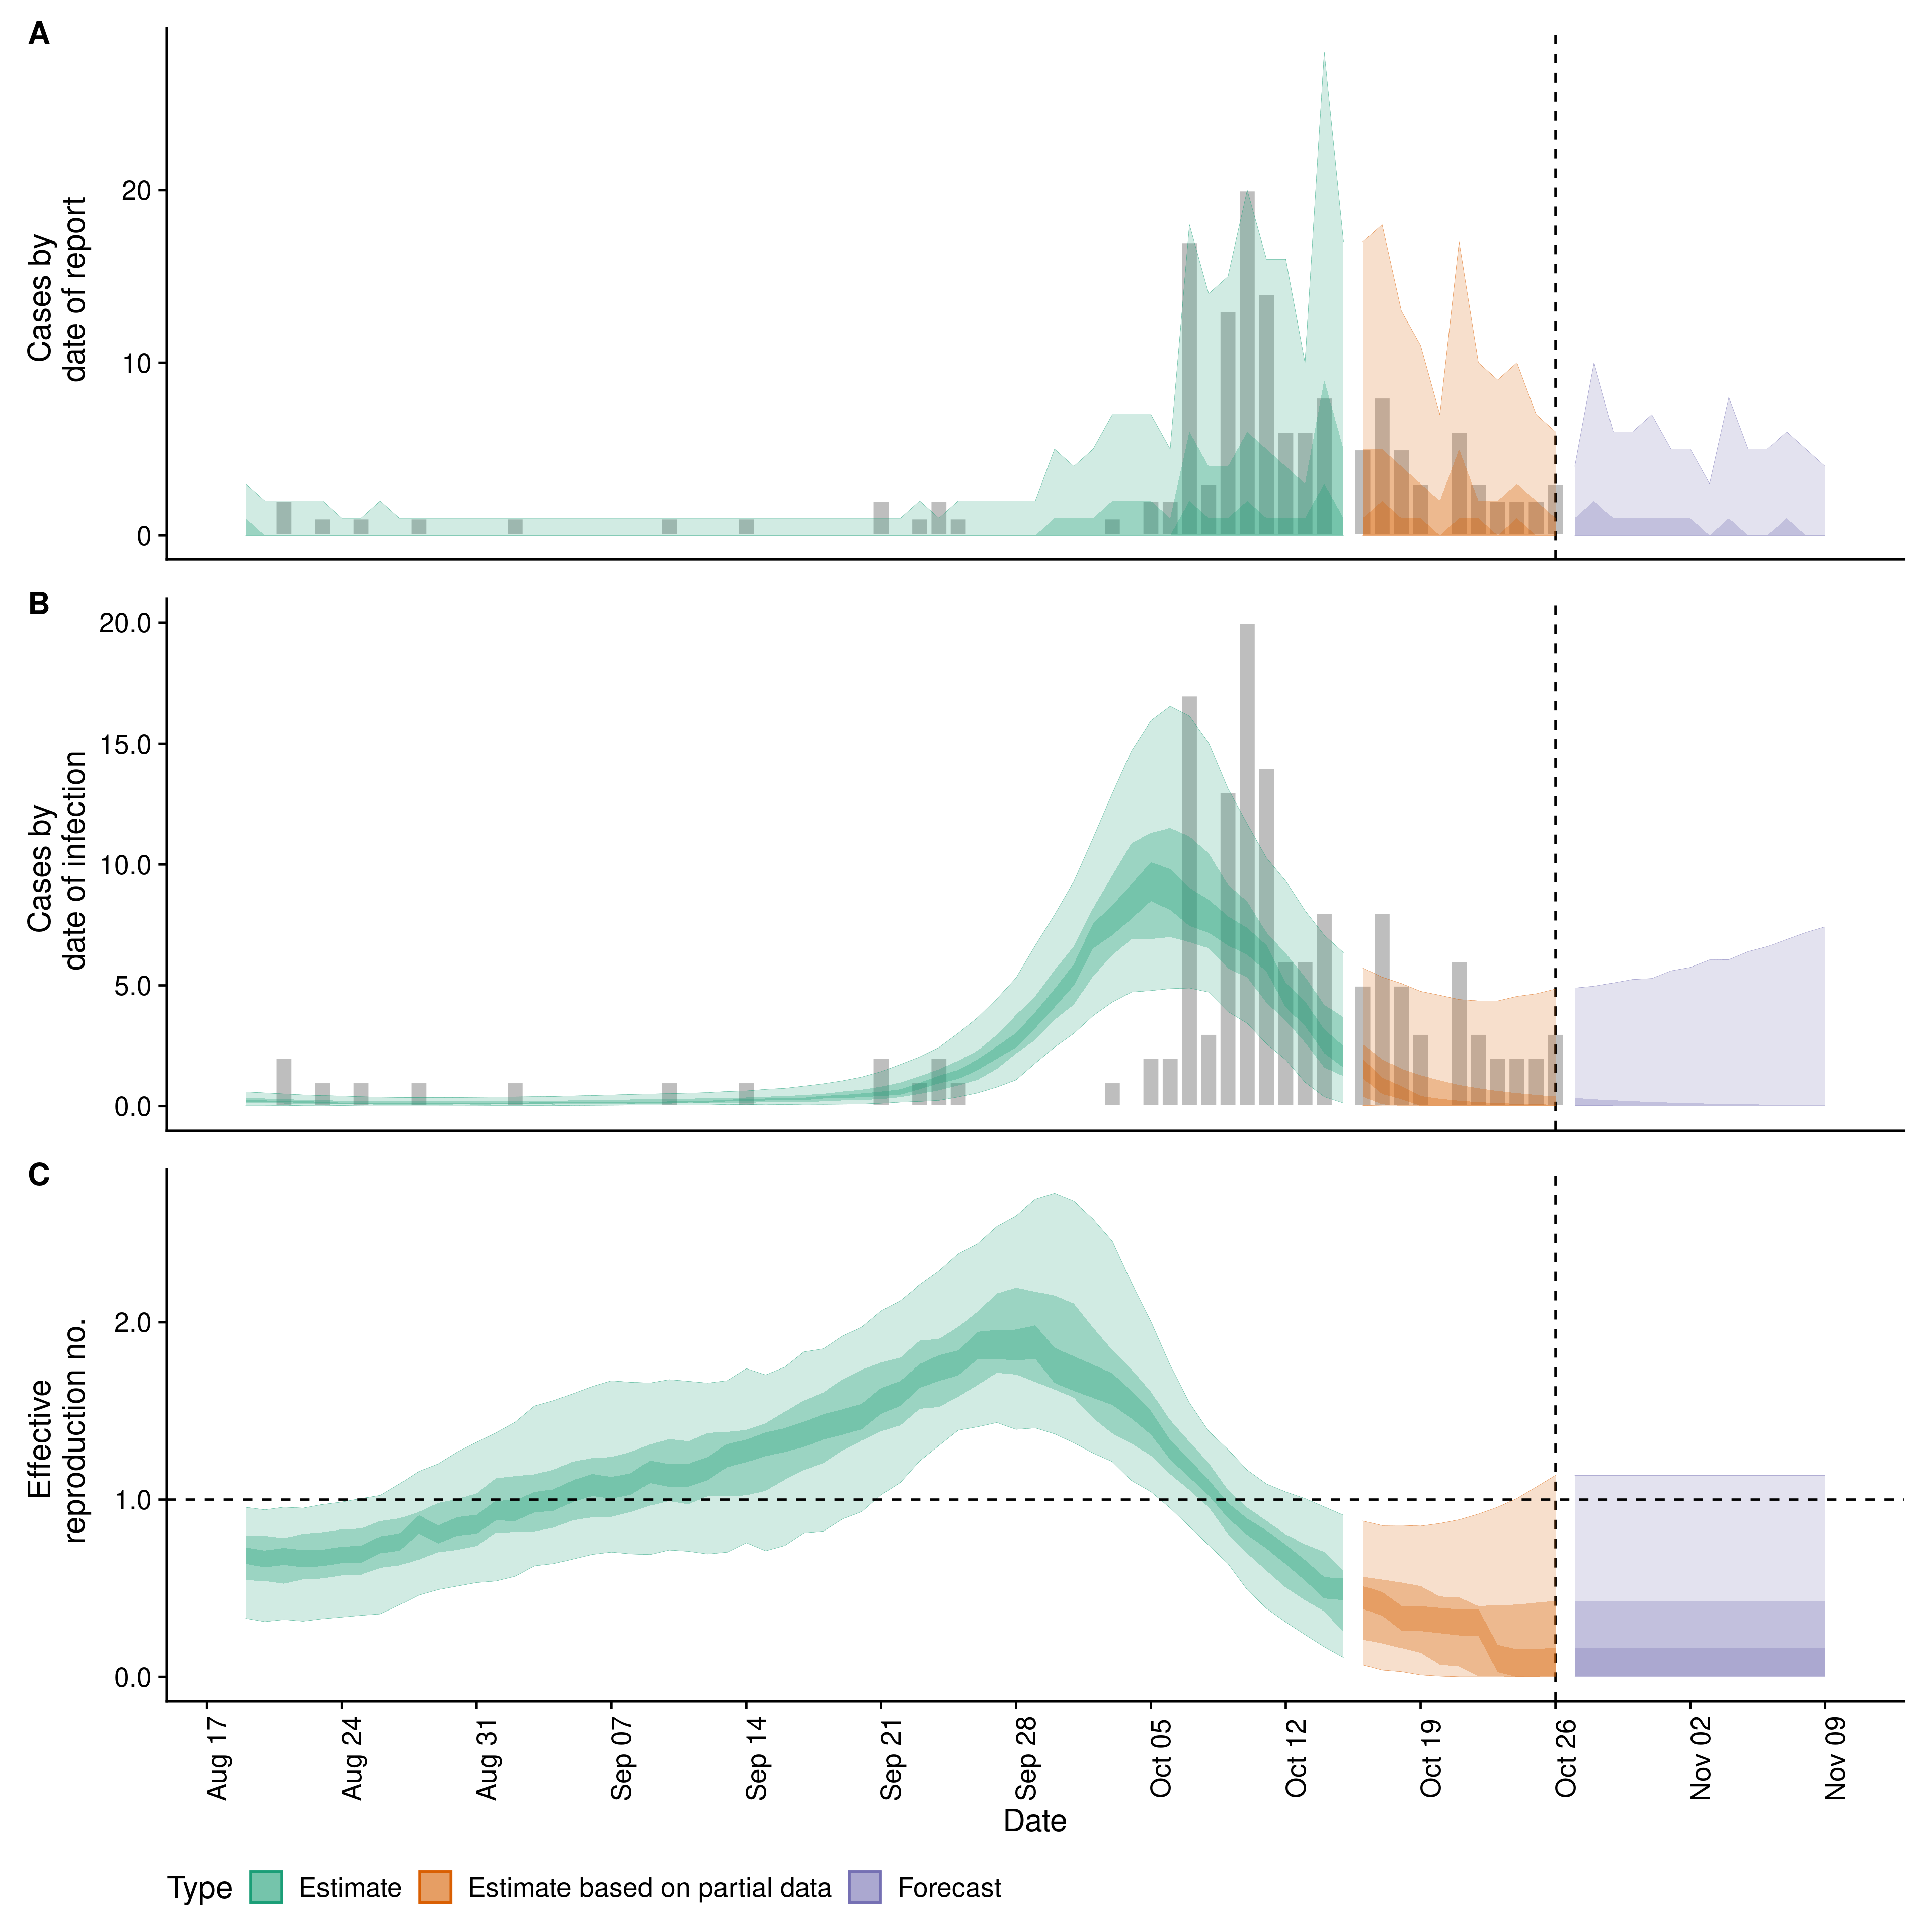 A
Cases by
date of report
20
10
0
B
Cases by
date of infection
20.0
15.0
10.0
5.0
0.0
C
Effective
reproduction no.
2.0
1.0
0.0
Aug 17
Aug 24
Aug 31
Sep 07
Sep 14
Sep 21
Sep 28
Oct 05
Oct 12
Oct 19
Oct 26
Nov 02
Nov 09
Date
Type Estimate Estimate based on partial data Forecast